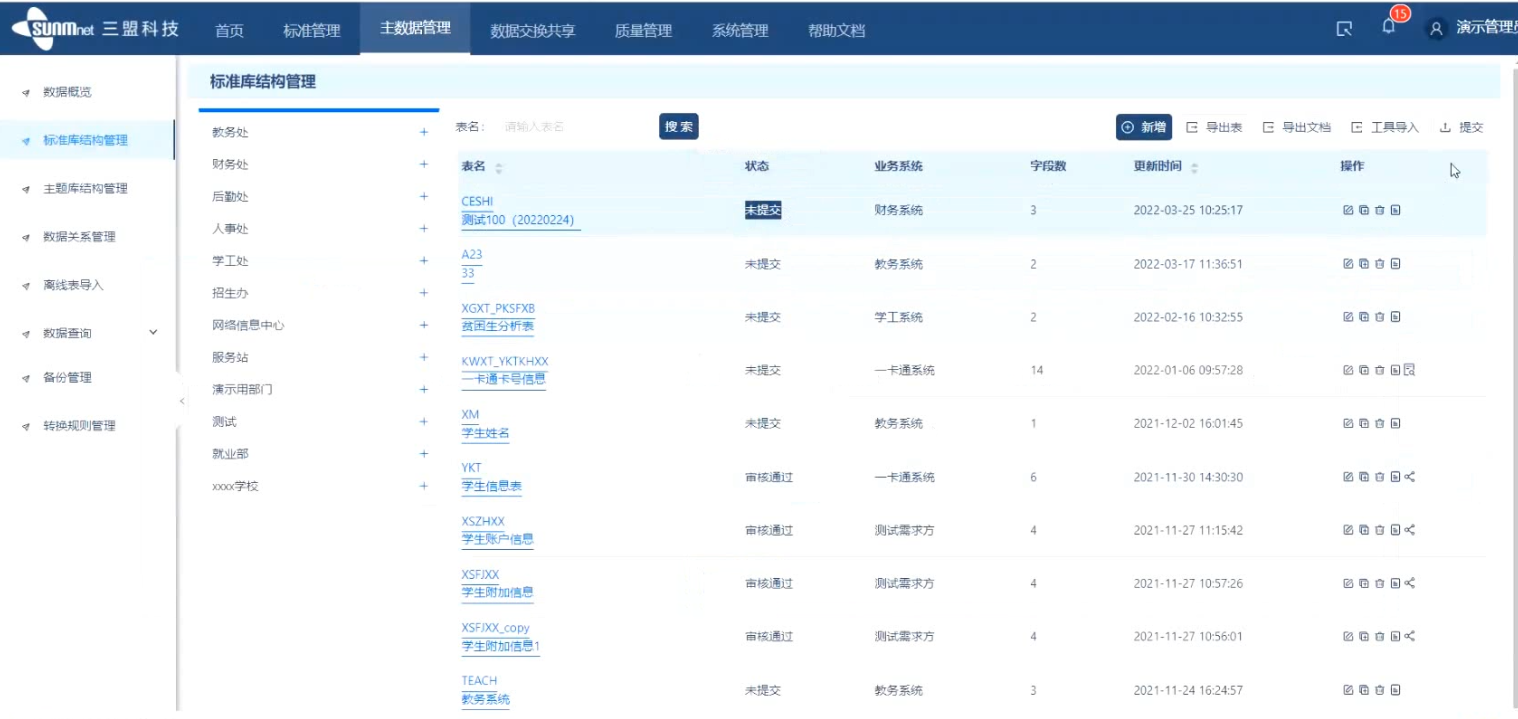 SUNMnet 三盟科技 首页 标准管理 主数据管理 数据交换共享 质量管理 系统管理 帮助文档 15 演示管理员
标准库结构管理
数据概览
标准库结构管理
主题库结构管理
数据关系管理
离线表导入
数据查询
备份管理
转换规则管理
教务处 +
财务处 +
后勤处 +
人事处 +
学工处 +
招生办 +
网络信息中心 +
服务站 +
演示用部门 +
测试 +
就业部 +
xxxx学校 +
表名： 请输入表名 搜索 新增 导出表 导出文档 工具导入 提交
表名 状态 业务系统 字段数 更新时间 操作
CESHI
测试100（20220224） 未提交 财务系统 3 2022-03-25 10:25:17
A23
33 未提交 教务系统 2 2022-03-17 11:36:51
XGXT_PKSFXB
贫困生分析表 未提交 学工系统 2 2022-02-16 10:32:55
KWXT_YKTKHXX
一卡通卡号信息 未提交 一卡通系统 14 2022-01-06 09:57:28
XM
学生姓名 未提交 教务系统 1 2021-12-02 16:01:45
YKT
学生信息表 审核通过 一卡通系统 6 2021-11-30 14:30:30
XSZHXX
学生账户信息 审核通过 测试需求方 4 2021-11-27 11:15:42
XSFJXX
学生附加信息 审核通过 测试需求方 4 2021-11-27 10:57:26
XSFJXX_copy
学生附加信息1 审核通过 测试需求方 4 2021-11-27 10:56:01
TEACH
教务系统 未提交 教务系统 3 2021-11-24 16:24:57